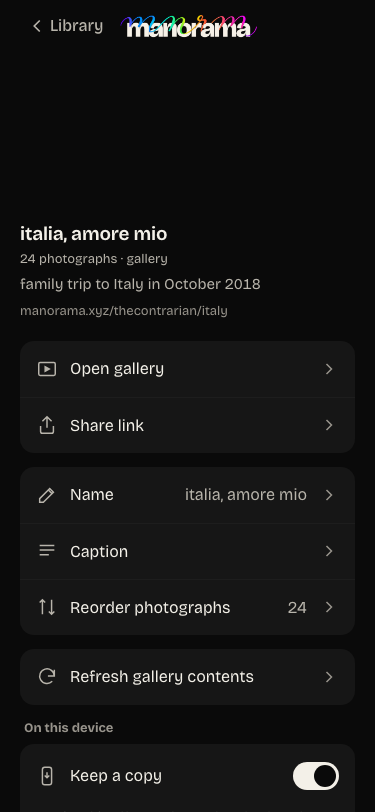 Library
manorama
italia, amore mio
24 photographs · gallery
family trip to Italy in October 2018
manorama.xyz/thecontrarian/italy
Open gallery
Share link
Name italia, amore mio
Caption
Reorder photographs 24
Refresh gallery contents
On this device
Keep a copy